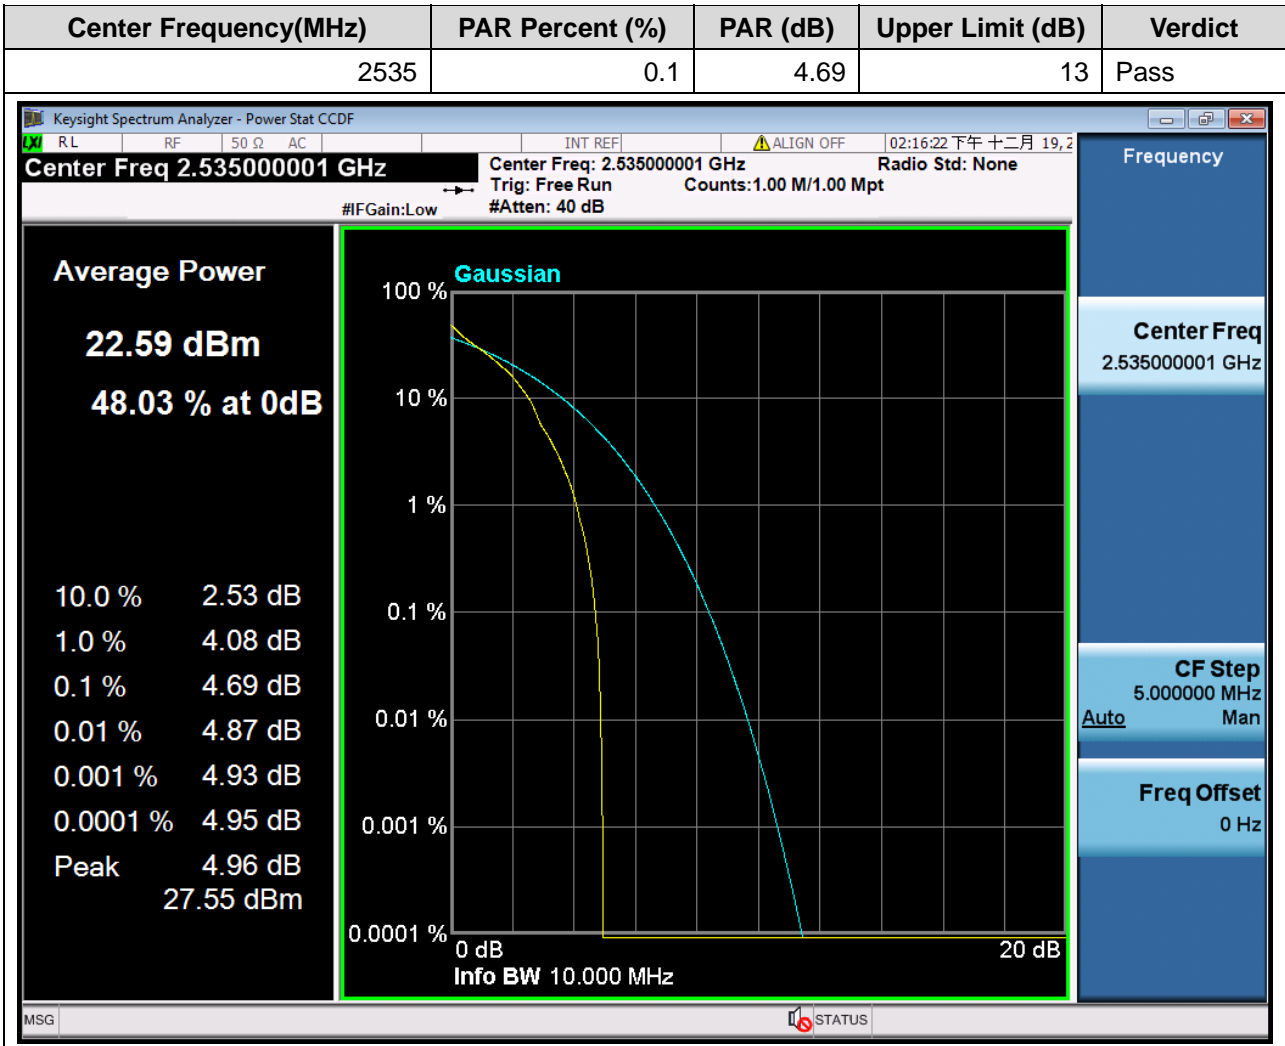 Center Frequency(MHz) PAR Percent (%) PAR (dB) Upper Limit (dB) Verdict
2535 0.1 4.69 13 Pass
Keysight Spectrum Analyzer - Power Stat CCDF
LXI RL RF 50 Ω AC INT REF ALIGN OFF 02:16:22 下午 十二月 19, 2
Center Freq 2.535000001 GHz
Center Freq: 2.535000001 GHz Radio Std: None
Trig: Free Run Counts:1.00 M/1.00 Mpt
#IFGain:Low #Atten: 40 dB
Average Power
22.59 dBm
48.03 % at 0dB
10.0 % 2.53 dB
1.0 % 4.08 dB
0.1 % 4.69 dB
0.01 % 4.87 dB
0.001 % 4.93 dB
0.0001 % 4.95 dB
Peak 4.96 dB
27.55 dBm
Gaussian
100 %
10 %
1 %
0.1 %
0.01 %
0.001 %
0.0001 %
0 dB 20 dB
Info BW 10.000 MHz
Frequency
Center Freq
2.535000001 GHz
CF Step
5.000000 MHz
Auto Man
Freq Offset
0 Hz
MSG STATUS